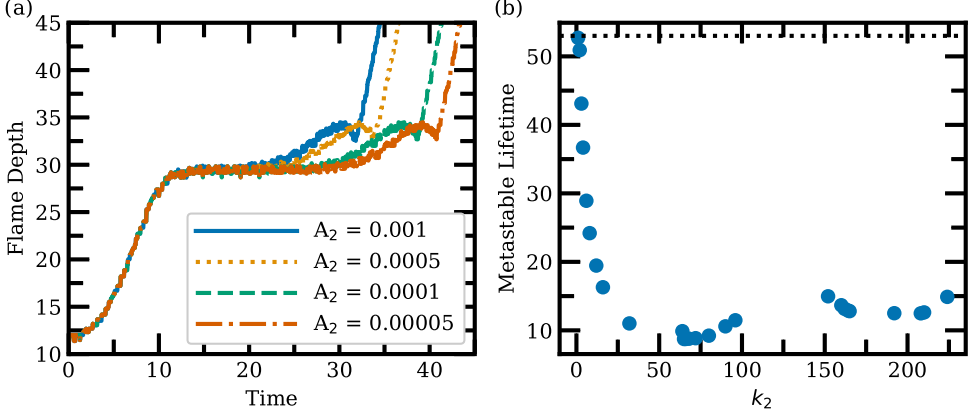 (a)
45
40
35
30
25
20
15
10
Flame Depth
0
10
20
30
40
Time
A₂ = 0.001
A₂ = 0.0005
A₂ = 0.0001
A₂ = 0.00005
(b)
50
40
30
20
10
Metastable Lifetime
0
50
100
150
200
k₂